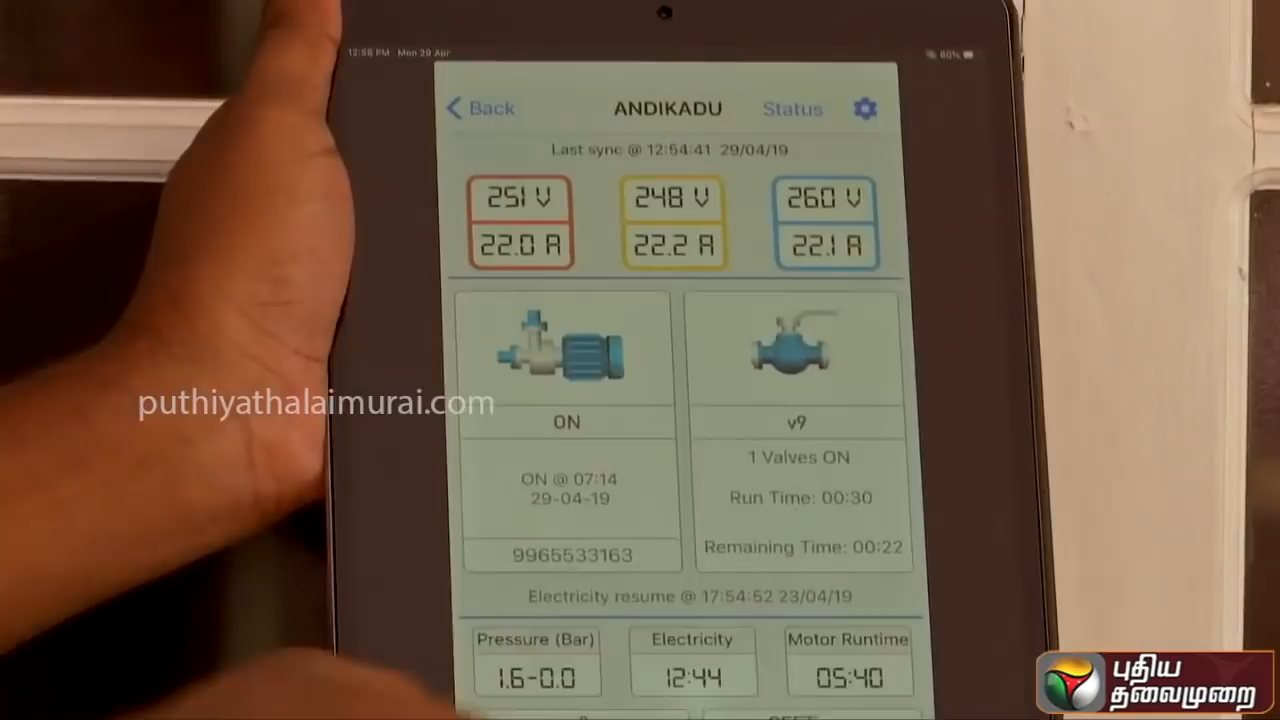 12:55 PM Mon 29 Apr
60%
Back
ANDIKADU
Status
Last sync @ 12:54:41 29/04/19
251 V
248 V
260 V
22.0 A
22.2 A
22.1 A
ON
v9
ON @ 07:14
29-04-19
1 Valves ON
Run Time: 00:30
Remaining Time: 00:22
9965533163
Electricity resume @ 17:54:52 23/04/19
Pressure (Bar)
Electricity
Motor Runtime
1.6-0.0
12:44
05:40
puthiyathalaimurai.com
புதிய
தலைமுறை